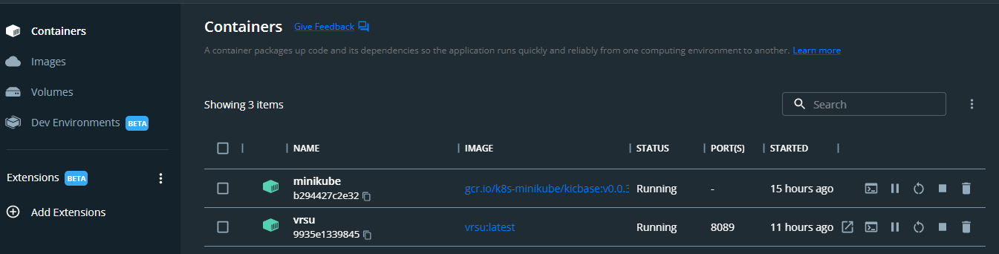 Containers
Images
Volumes
Dev Environments BETA
Extensions BETA
Add Extensions
Containers Give Feedback
A container packages up code and its dependencies so the application runs quickly and reliably from one computing environment to another. Learn more
Showing 3 items
Search
NAME IMAGE STATUS PORT(S) STARTED
minikube
b294427c2e32 gcr.io/k8s-minikube/kicbase:v0.0.3 Running - 15 hours ago
vrsu
9935e1339845 vrsu:latest Running 8089 11 hours ago